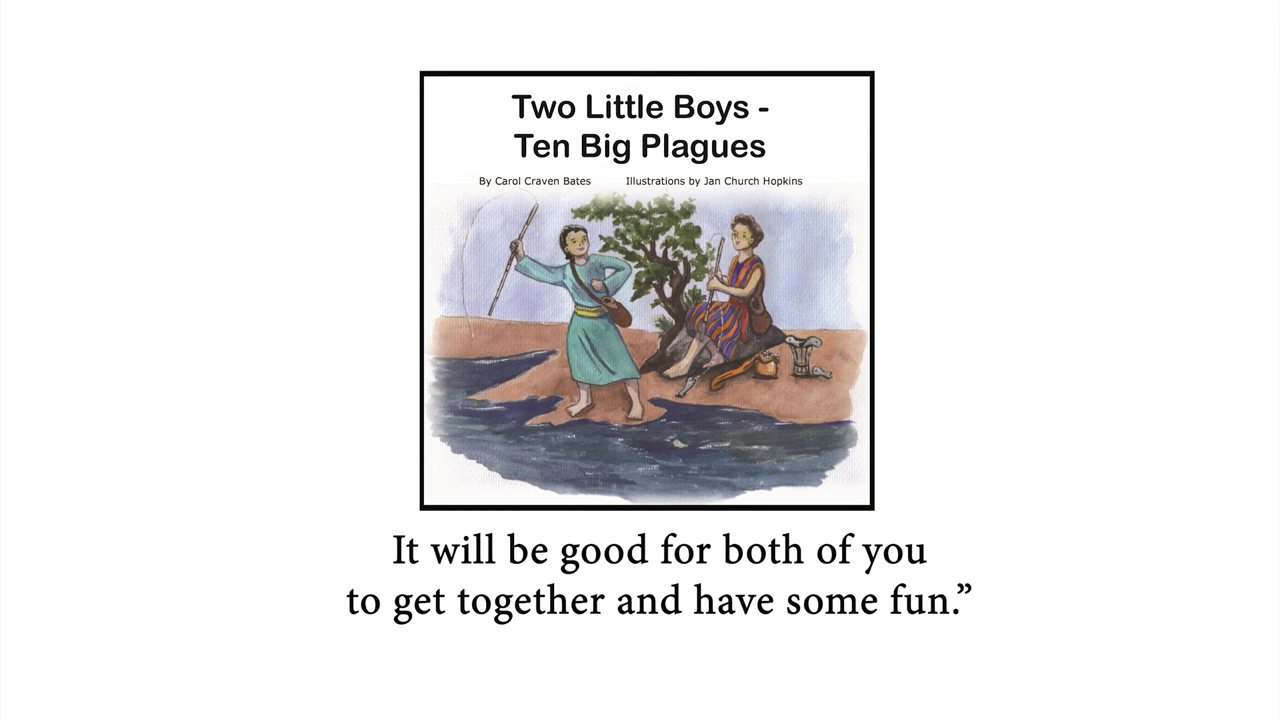 Two Little Boys -
Ten Big Plagues
By Carol Craven Bates Illustrations by Jan Church Hopkins
It will be good for both of you
to get together and have some fun.”